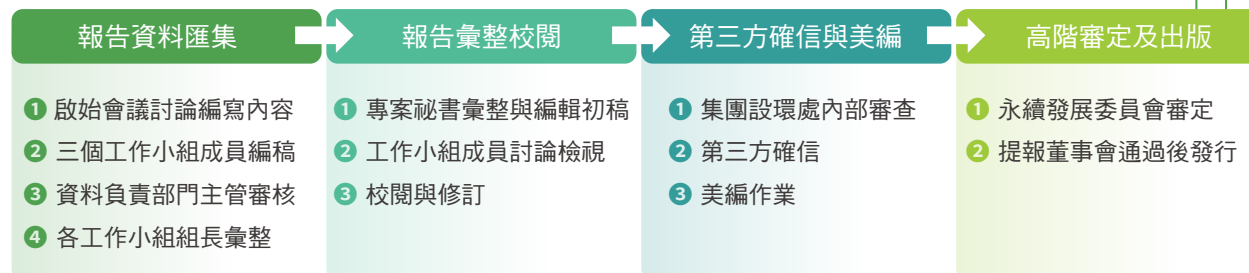 報告資料匯集
❶ 啟始會議討論編寫內容
❷ 三個工作小組成員編稿
❸ 資料負責部門主管審核
❹ 各工作小組組長彙整
報告彙整校閱
❶ 專案祕書彙整與編輯初稿
❷ 工作小組成員討論檢視
❸ 校閱與修訂
第三方確信與美編
❶ 集團設環處內部審查
❷ 第三方確信
❸ 美編作業
高階審定及出版
❶ 永續發展委員會審定
❷ 提報董事會通過後發行